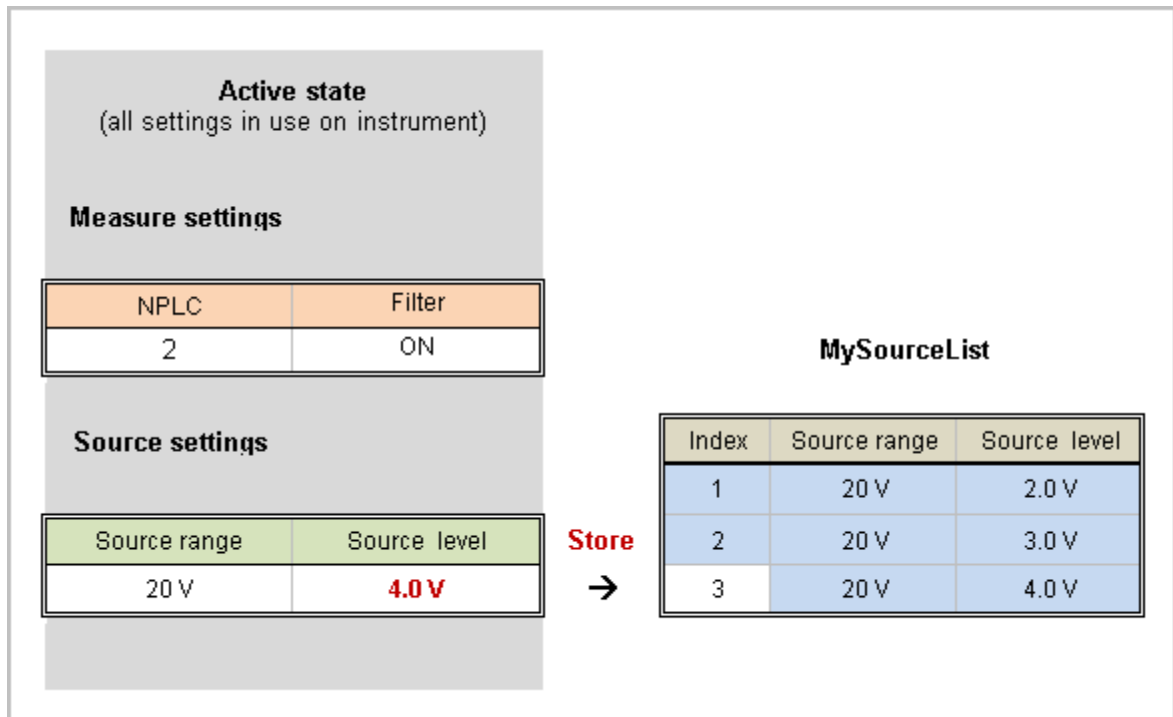 Active state
(all settings in use on instrument)
Measure settings
NPLC Filter
2 ON
MySourceList
Source settings
Index Source range Source level
1 20 V 2.0 V
Source range Source level
Store
2 20 V 3.0 V
20 V 4.0 V
→
3 20 V 4.0 V